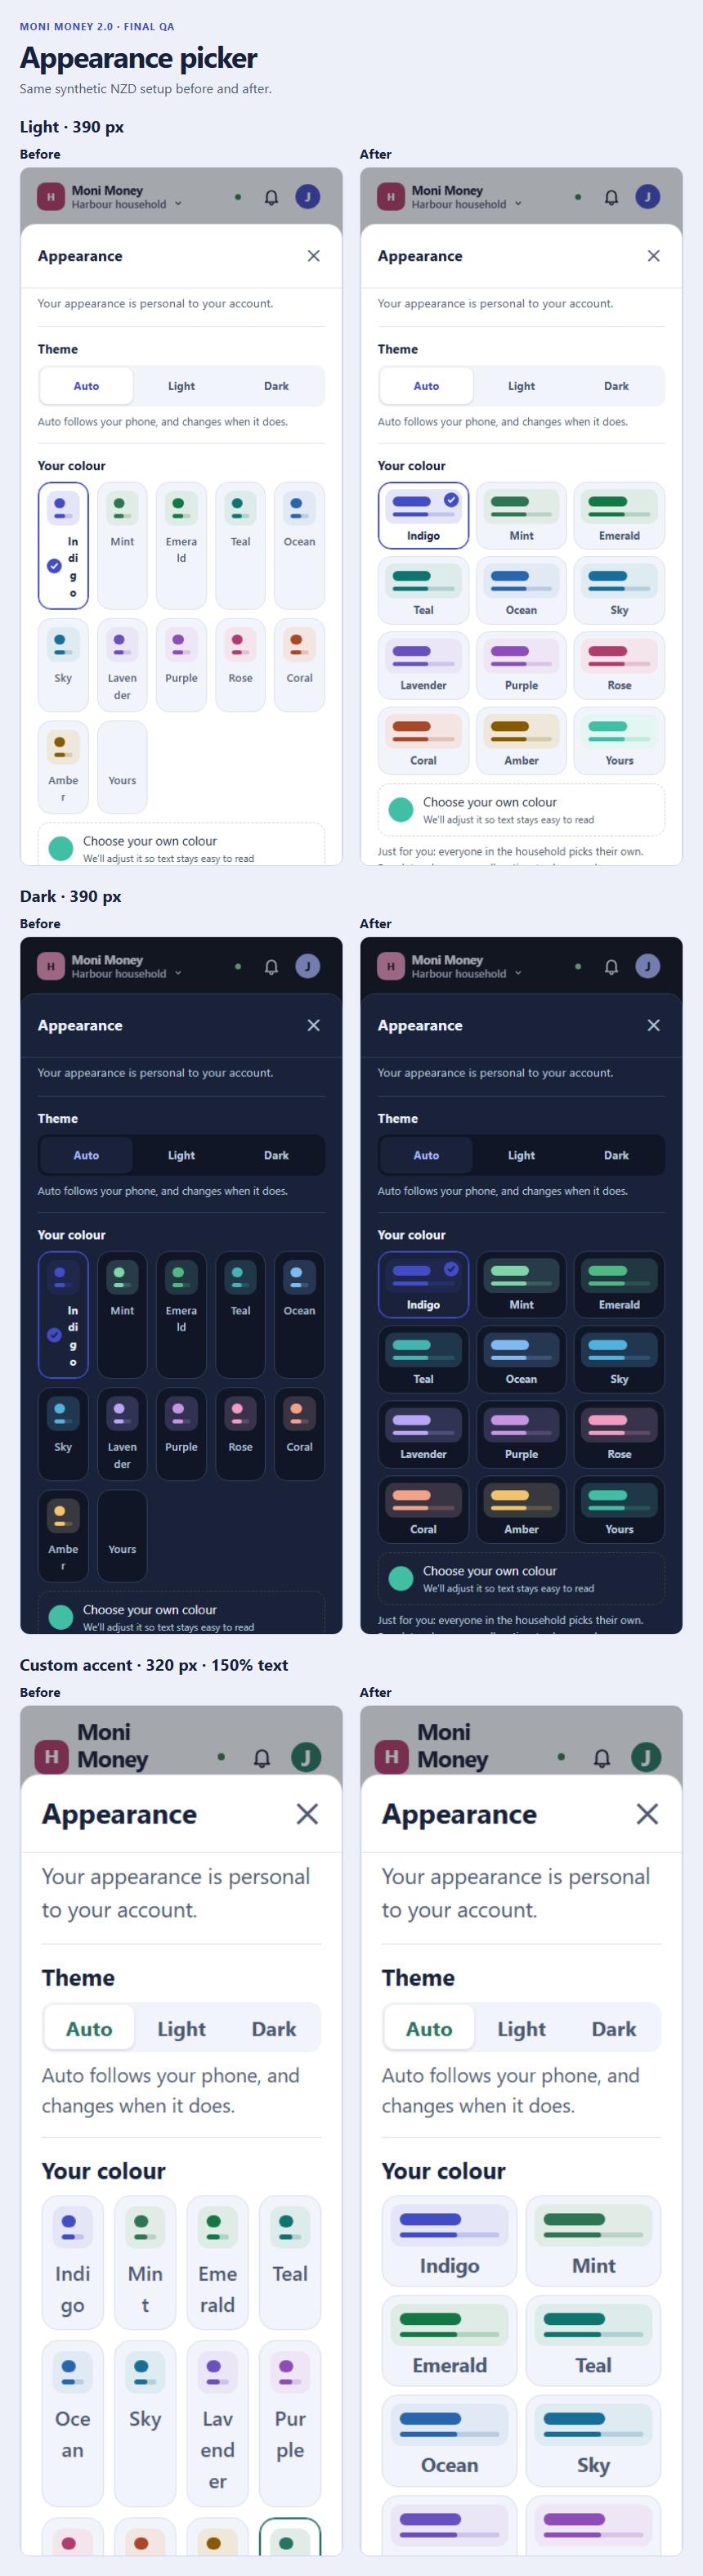 MONI MONEY 2.0 · FINAL QA
Appearance picker
Same synthetic NZD setup before and after.
Light · 390 px
Before
H
Moni Money
Harbour household
J
Appearance
Your appearance is personal to your account.
Theme
Auto
Light
Dark
Auto follows your phone, and changes when it does.
Your colour
In
di
g
o
Mint
Emera
ld
Teal
Ocean
Sky
Laven
der
Purple
Rose
Coral
Ambe
r
Yours
Choose your own colour
We'll adjust it so text stays easy to read
After
H
Moni Money
Harbour household
J
Appearance
Your appearance is personal to your account.
Theme
Auto
Light
Dark
Auto follows your phone, and changes when it does.
Your colour
Indigo
Mint
Emerald
Teal
Ocean
Sky
Lavender
Purple
Rose
Coral
Amber
Yours
Choose your own colour
We'll adjust it so text stays easy to read
Just for you: everyone in the household picks their own.
Dark · 390 px
Before
H
Moni Money
Harbour household
J
Appearance
Your appearance is personal to your account.
Theme
Auto
Light
Dark
Auto follows your phone, and changes when it does.
Your colour
In
di
g
o
Mint
Emera
ld
Teal
Ocean
Sky
Laven
der
Purple
Rose
Coral
Ambe
r
Yours
Choose your own colour
We'll adjust it so text stays easy to read
After
H
Moni Money
Harbour household
J
Appearance
Your appearance is personal to your account.
Theme
Auto
Light
Dark
Auto follows your phone, and changes when it does.
Your colour
Indigo
Mint
Emerald
Teal
Ocean
Sky
Lavender
Purple
Rose
Coral
Amber
Yours
Choose your own colour
We'll adjust it so text stays easy to read
Just for you: everyone in the household picks their own.
Custom accent · 320 px · 150% text
Before
H
Moni
Money
J
Appearance
Your appearance is personal
to your account.
Theme
Auto
Light
Dark
Auto follows your phone, and
changes when it does.
Your colour
Indi
go
Min
t
Eme
rald
Teal
Oce
an
Sky
Lav
end
er
Pur
ple
After
H
Moni
Money
J
Appearance
Your appearance is personal
to your account.
Theme
Auto
Light
Dark
Auto follows your phone, and
changes when it does.
Your colour
Indigo
Mint
Emerald
Teal
Ocean
Sky